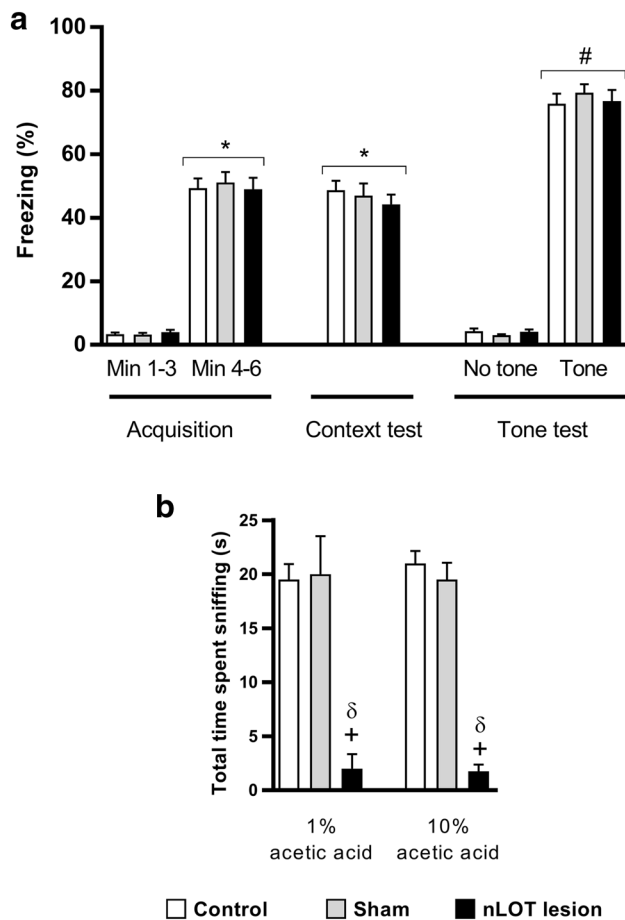 a
100
80
60
40
20
0
Freezing (%)
*
*
#
Min 1-3 Min 4-6 No tone Tone
Acquisition Context test Tone test
b
25
20
15
10
5
0
Total time spent sniffing (s)
δ
+
δ
+
1% 10%
acetic acid acetic acid
Control Sham nLOT lesion